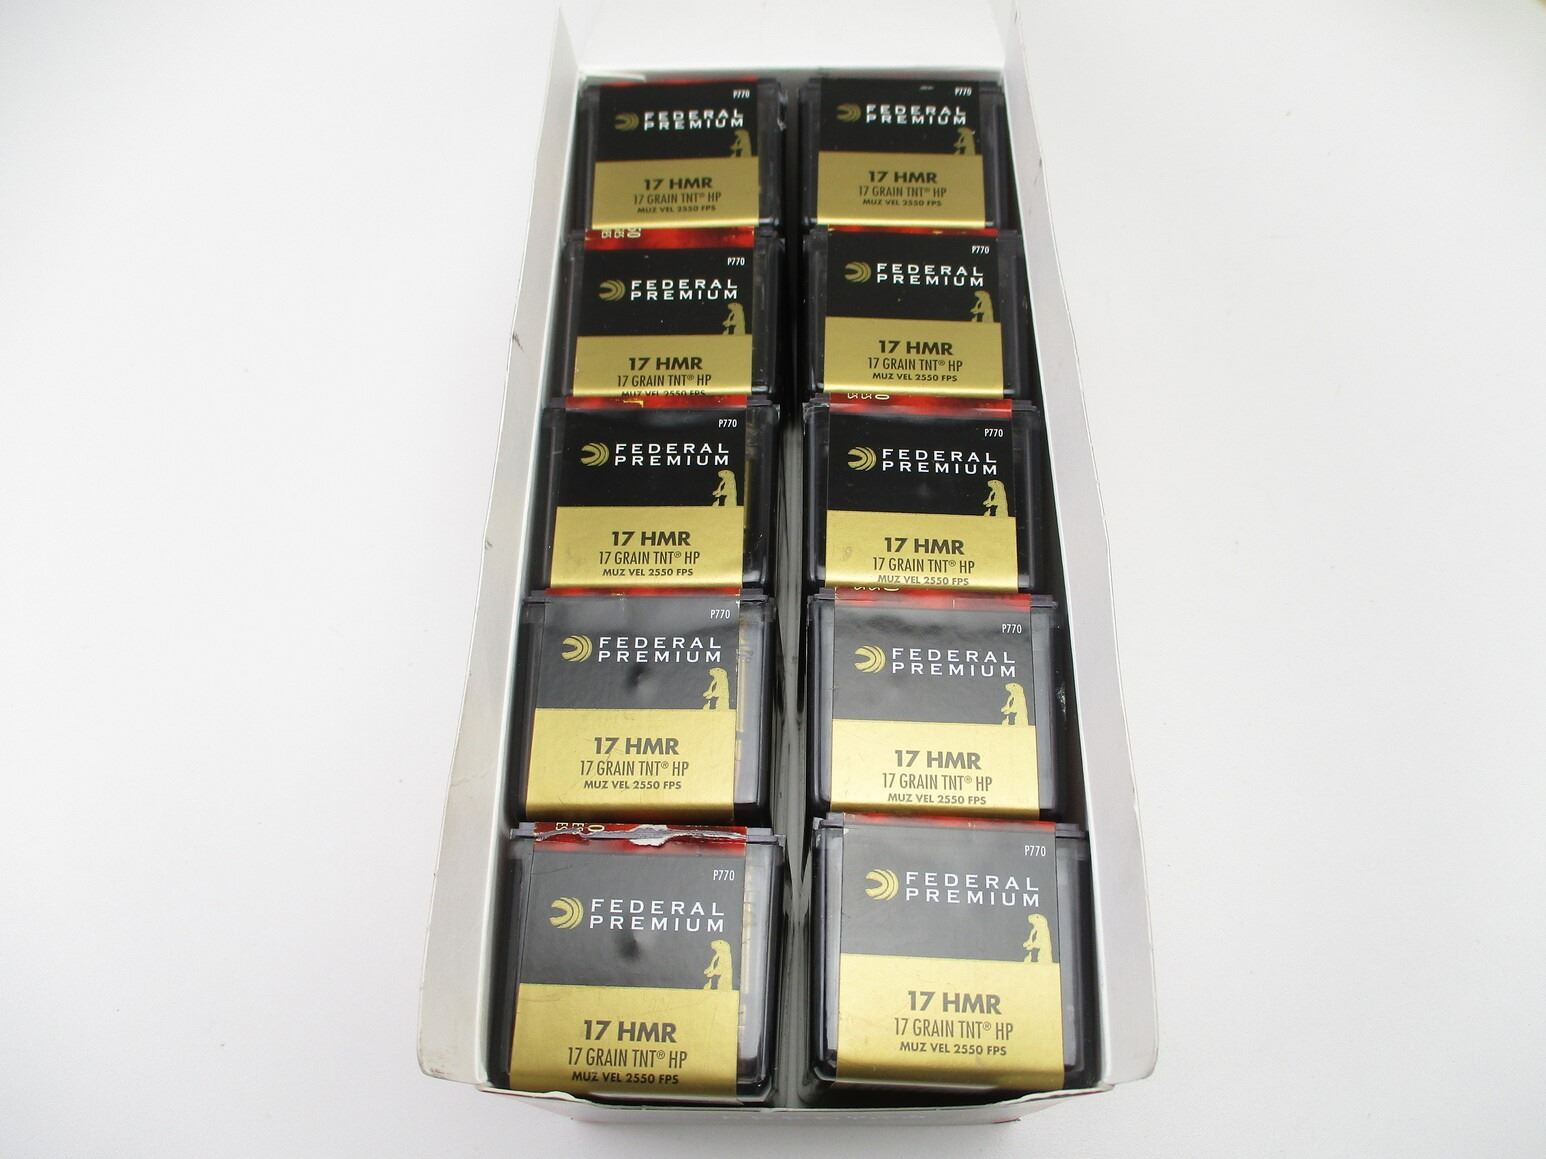 P770
FEDERAL
PREMIUM
17 HMR
17 GRAIN TNT® HP
MUZ VEL 2550 FPS
P770
FEDERAL
PREMIUM
17 HMR
17 GRAIN TNT® HP
MUZ VEL 2550 FPS
P770
FEDERAL
PREMIUM
17 HMR
17 GRAIN TNT® HP
MUZ VEL 2550 FPS
P770
FEDERAL
PREMIUM
17 HMR
17 GRAIN TNT® HP
MUZ VEL 2550 FPS
P770
FEDERAL
PREMIUM
17 HMR
17 GRAIN TNT® HP
MUZ VEL 2550 FPS
P770
FEDERAL
PREMIUM
17 HMR
17 GRAIN TNT® HP
MUZ VEL 2550 FPS
P770
FEDERAL
PREMIUM
17 HMR
17 GRAIN TNT® HP
MUZ VEL 2550 FPS
P770
FEDERAL
PREMIUM
17 HMR
17 GRAIN TNT® HP
MUZ VEL 2550 FPS
P770
FEDERAL
PREMIUM
17 HMR
17 GRAIN TNT® HP
MUZ VEL 2550 FPS
P770
FEDERAL
PREMIUM
17 HMR
17 GRAIN TNT® HP
MUZ VEL 2550 FPS